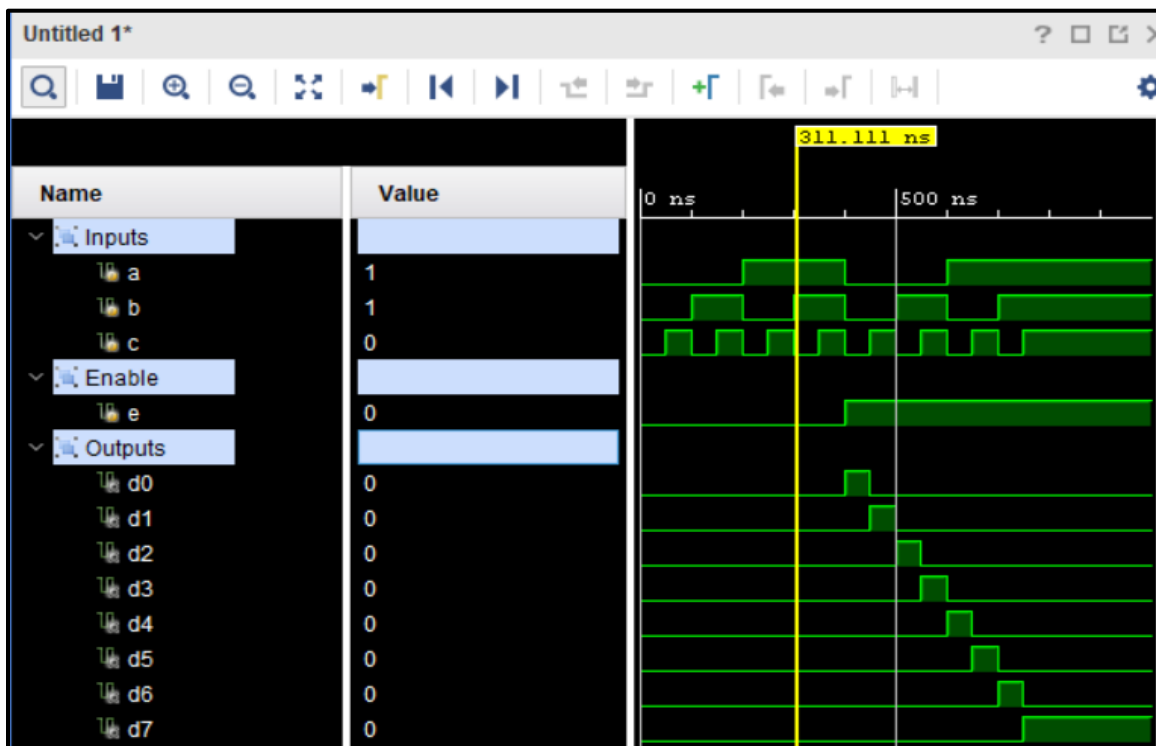 Untitled 1*
?
311.111 ns
Name Value
0 ns 500 ns
Inputs
a 1
b 1
c 0
Enable
e 0
Outputs
d0 0
d1 0
d2 0
d3 0
d4 0
d5 0
d6 0
d7 0